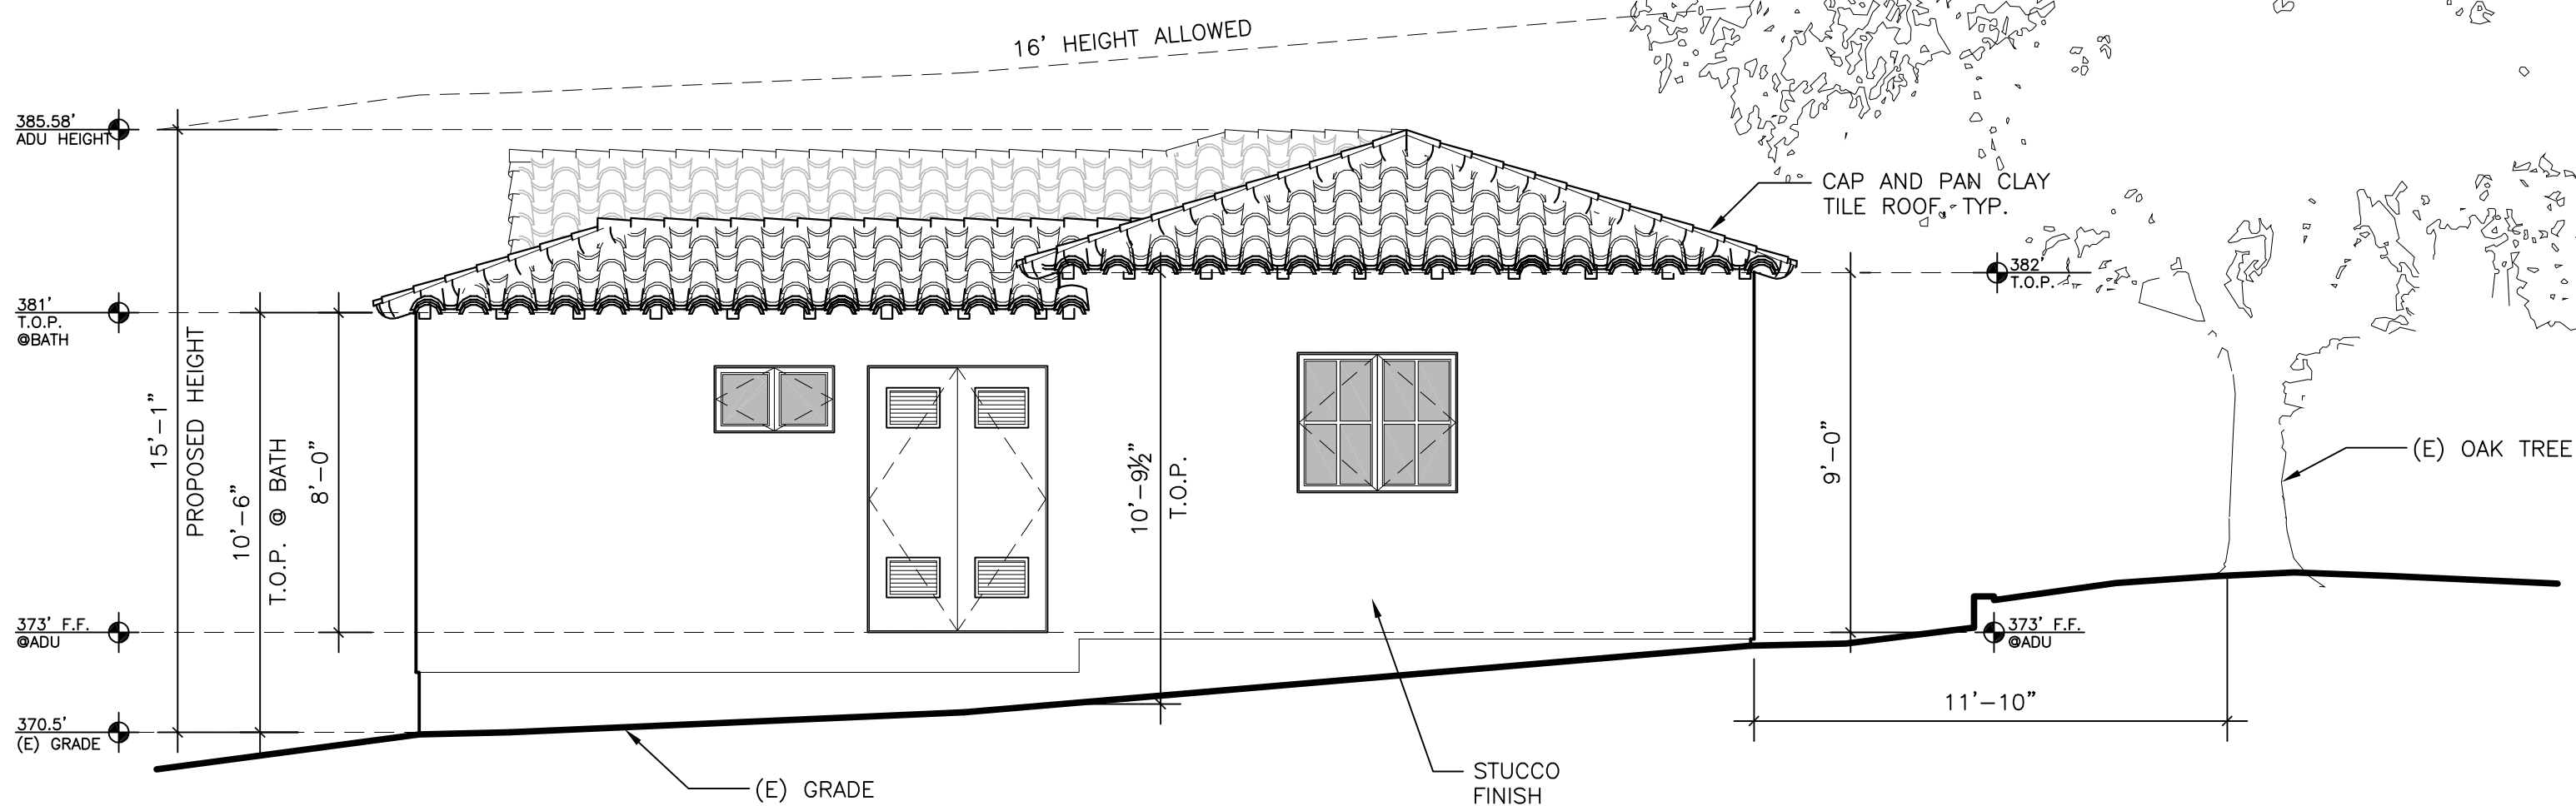 16' HEIGHT ALLOWED
385.58'
ADU HEIGHT
CAP AND PAN CLAY
TILE ROOF, TYP.
382'
T.O.P.
381'
T.O.P.
@BATH
15'-1"
PROPOSED HEIGHT
10'-6"
T.O.P. @ BATH
8'-0"
10'-9½"
T.O.P.
9'-0"
(E) OAK TREE
373' F.F.
@ADU
373' F.F.
@ADU
11'-10"
370.5'
(E) GRADE
(E) GRADE
STUCCO
FINISH